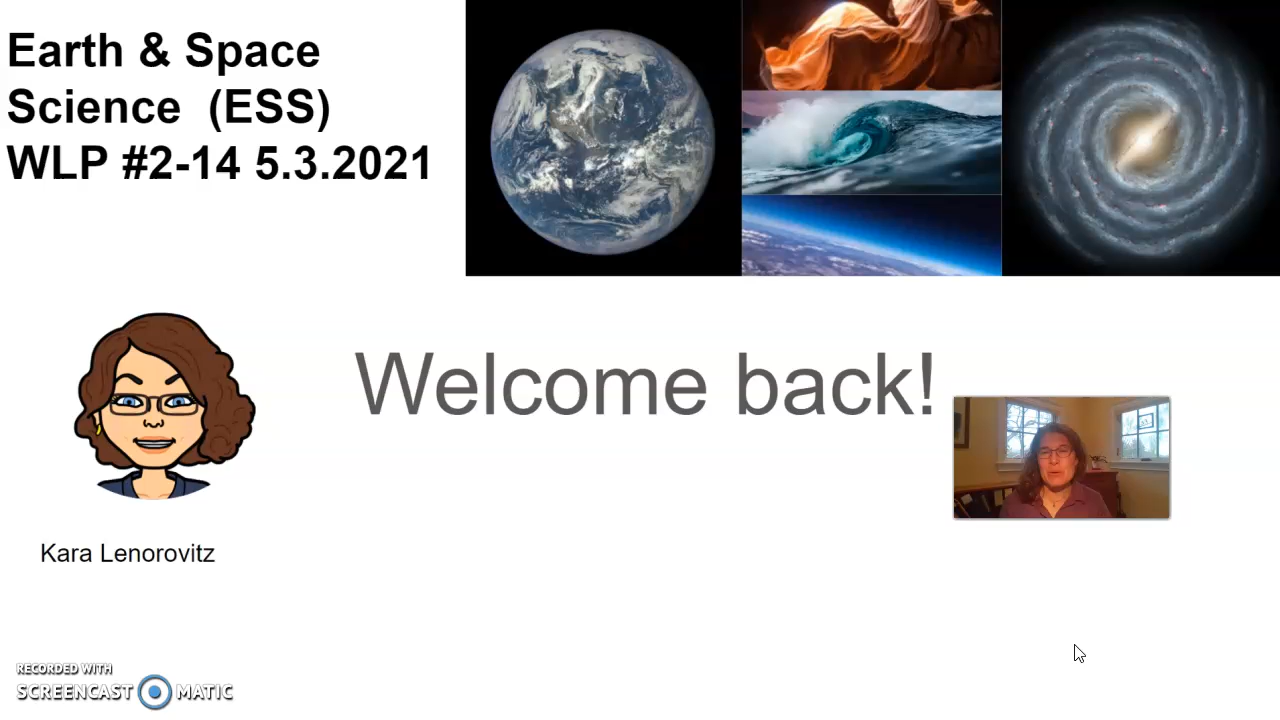 Earth & Space
Science (ESS)
WLP #2-14 5.3.2021
Welcome back!
Kara Lenorovitz
RECORDED WITH
SCREENCAST MATIC